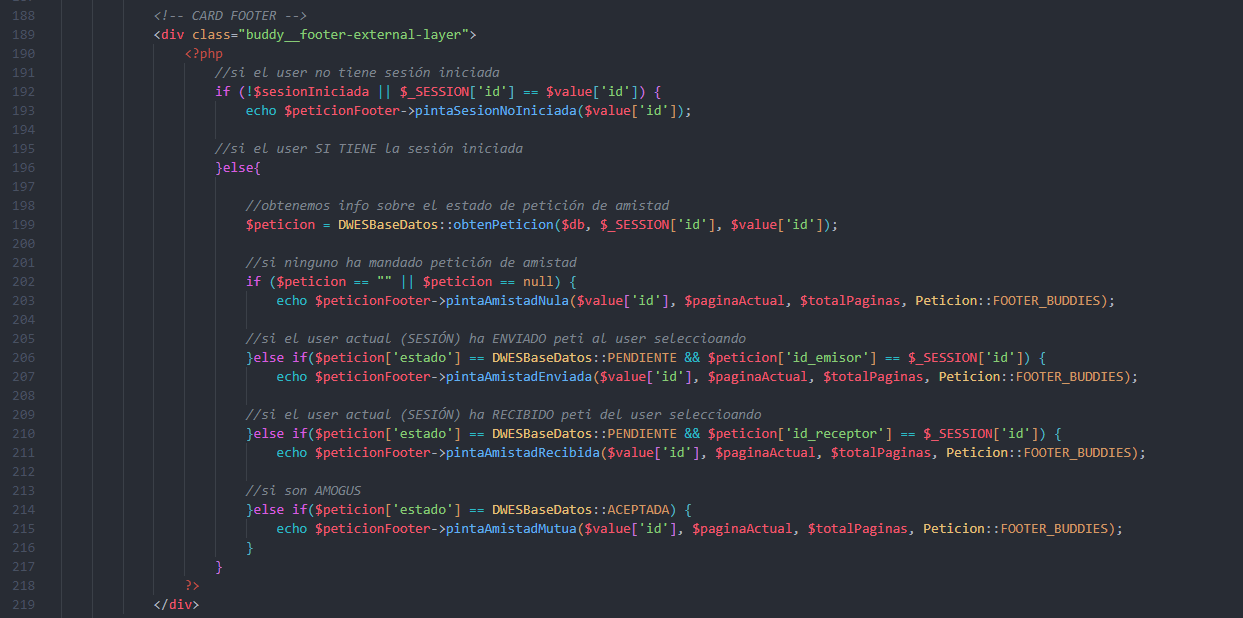 188 <!-- CARD FOOTER -->
189 <div class="buddy__footer-external-layer">
190 <?php
191 //si el user no tiene sesión iniciada
192 if (!$sesionIniciada || $_SESSION['id'] == $value['id']) {
193 echo $peticionFooter->pintaSesionNoIniciada($value['id']);
194
195 //si el user SI TIENE la sesión iniciada
196 }else{
197
198 //obtenemos info sobre el estado de petición de amistad
199 $peticion = DWESBaseDatos::obtenPeticion($db, $_SESSION['id'], $value['id']);
200
201 //si ninguno ha mandado petición de amistad
202 if ($peticion == "" || $peticion == null) {
203 echo $peticionFooter->pintaAmistadNula($value['id'], $paginaActual, $totalPaginas, Peticion::FOOTER_BUDDIES);
204
205 //si el user actual (SESIÓN) ha ENVIADO peti al user seleccioando
206 }else if($peticion['estado'] == DWESBaseDatos::PENDIENTE && $peticion['id_emisor'] == $_SESSION['id']) {
207 echo $peticionFooter->pintaAmistadEnviada($value['id'], $paginaActual, $totalPaginas, Peticion::FOOTER_BUDDIES);
208
209 //si el user actual (SESIÓN) ha RECIBIDO peti del user seleccioando
210 }else if($peticion['estado'] == DWESBaseDatos::PENDIENTE && $peticion['id_receptor'] == $_SESSION['id']) {
211 echo $peticionFooter->pintaAmistadRecibida($value['id'], $paginaActual, $totalPaginas, Peticion::FOOTER_BUDDIES);
212
213 //si son AMOGUS
214 }else if($peticion['estado'] == DWESBaseDatos::ACEPTADA) {
215 echo $peticionFooter->pintaAmistadMutua($value['id'], $paginaActual, $totalPaginas, Peticion::FOOTER_BUDDIES);
216 }
217 }
218 ?>
219 </div>